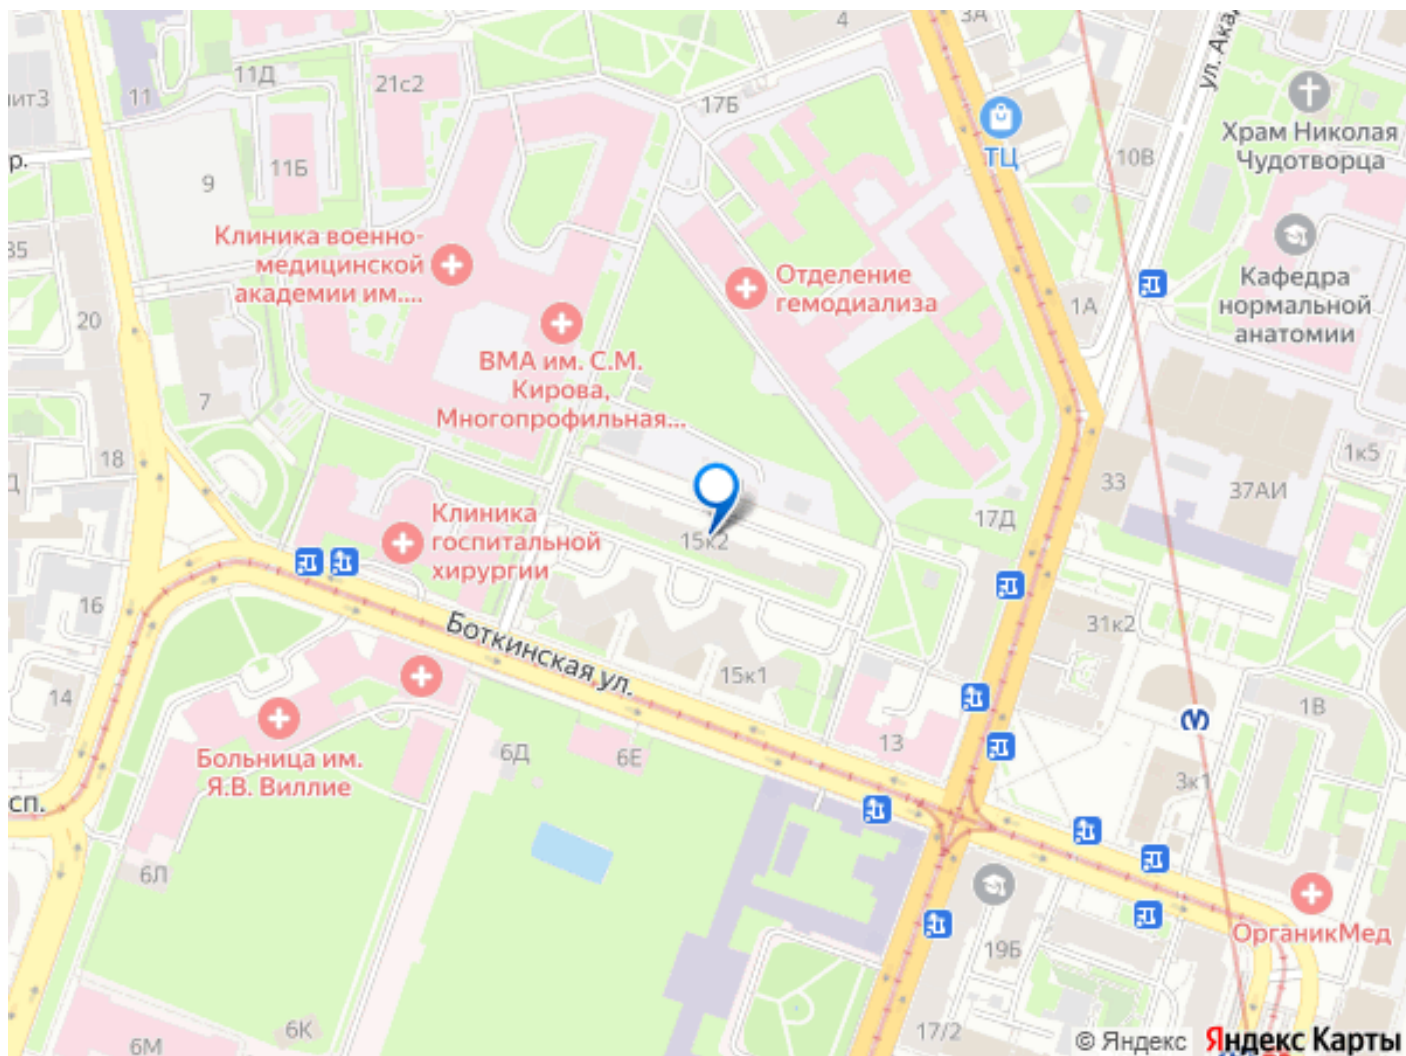 4
3А
ул. Ака
11Д
21с2
11
17Б
ТЦ
Храм Николая
Чудотворца
10В
р.
9
11Б
Клиника военно-
медицинской
академии им....
Отделение
гемодиализа
Кафедра
нормальной
анатомии
1А
20
ВМА им. С.М.
Кирова,
Многопрофильная...
7
18
1к5
33
37АИ
17Д
Клиника
госпитальной
хирургии
15к2
16
Боткинская ул.
31к2
15к1
14
1В
13
6Д
6Е
Больница им.
Я.В. Виллие
3к1
сп.
6Л
ОрганикМед
19Б
6К
17/2
6М
© Яндекс
Яндекс Карты